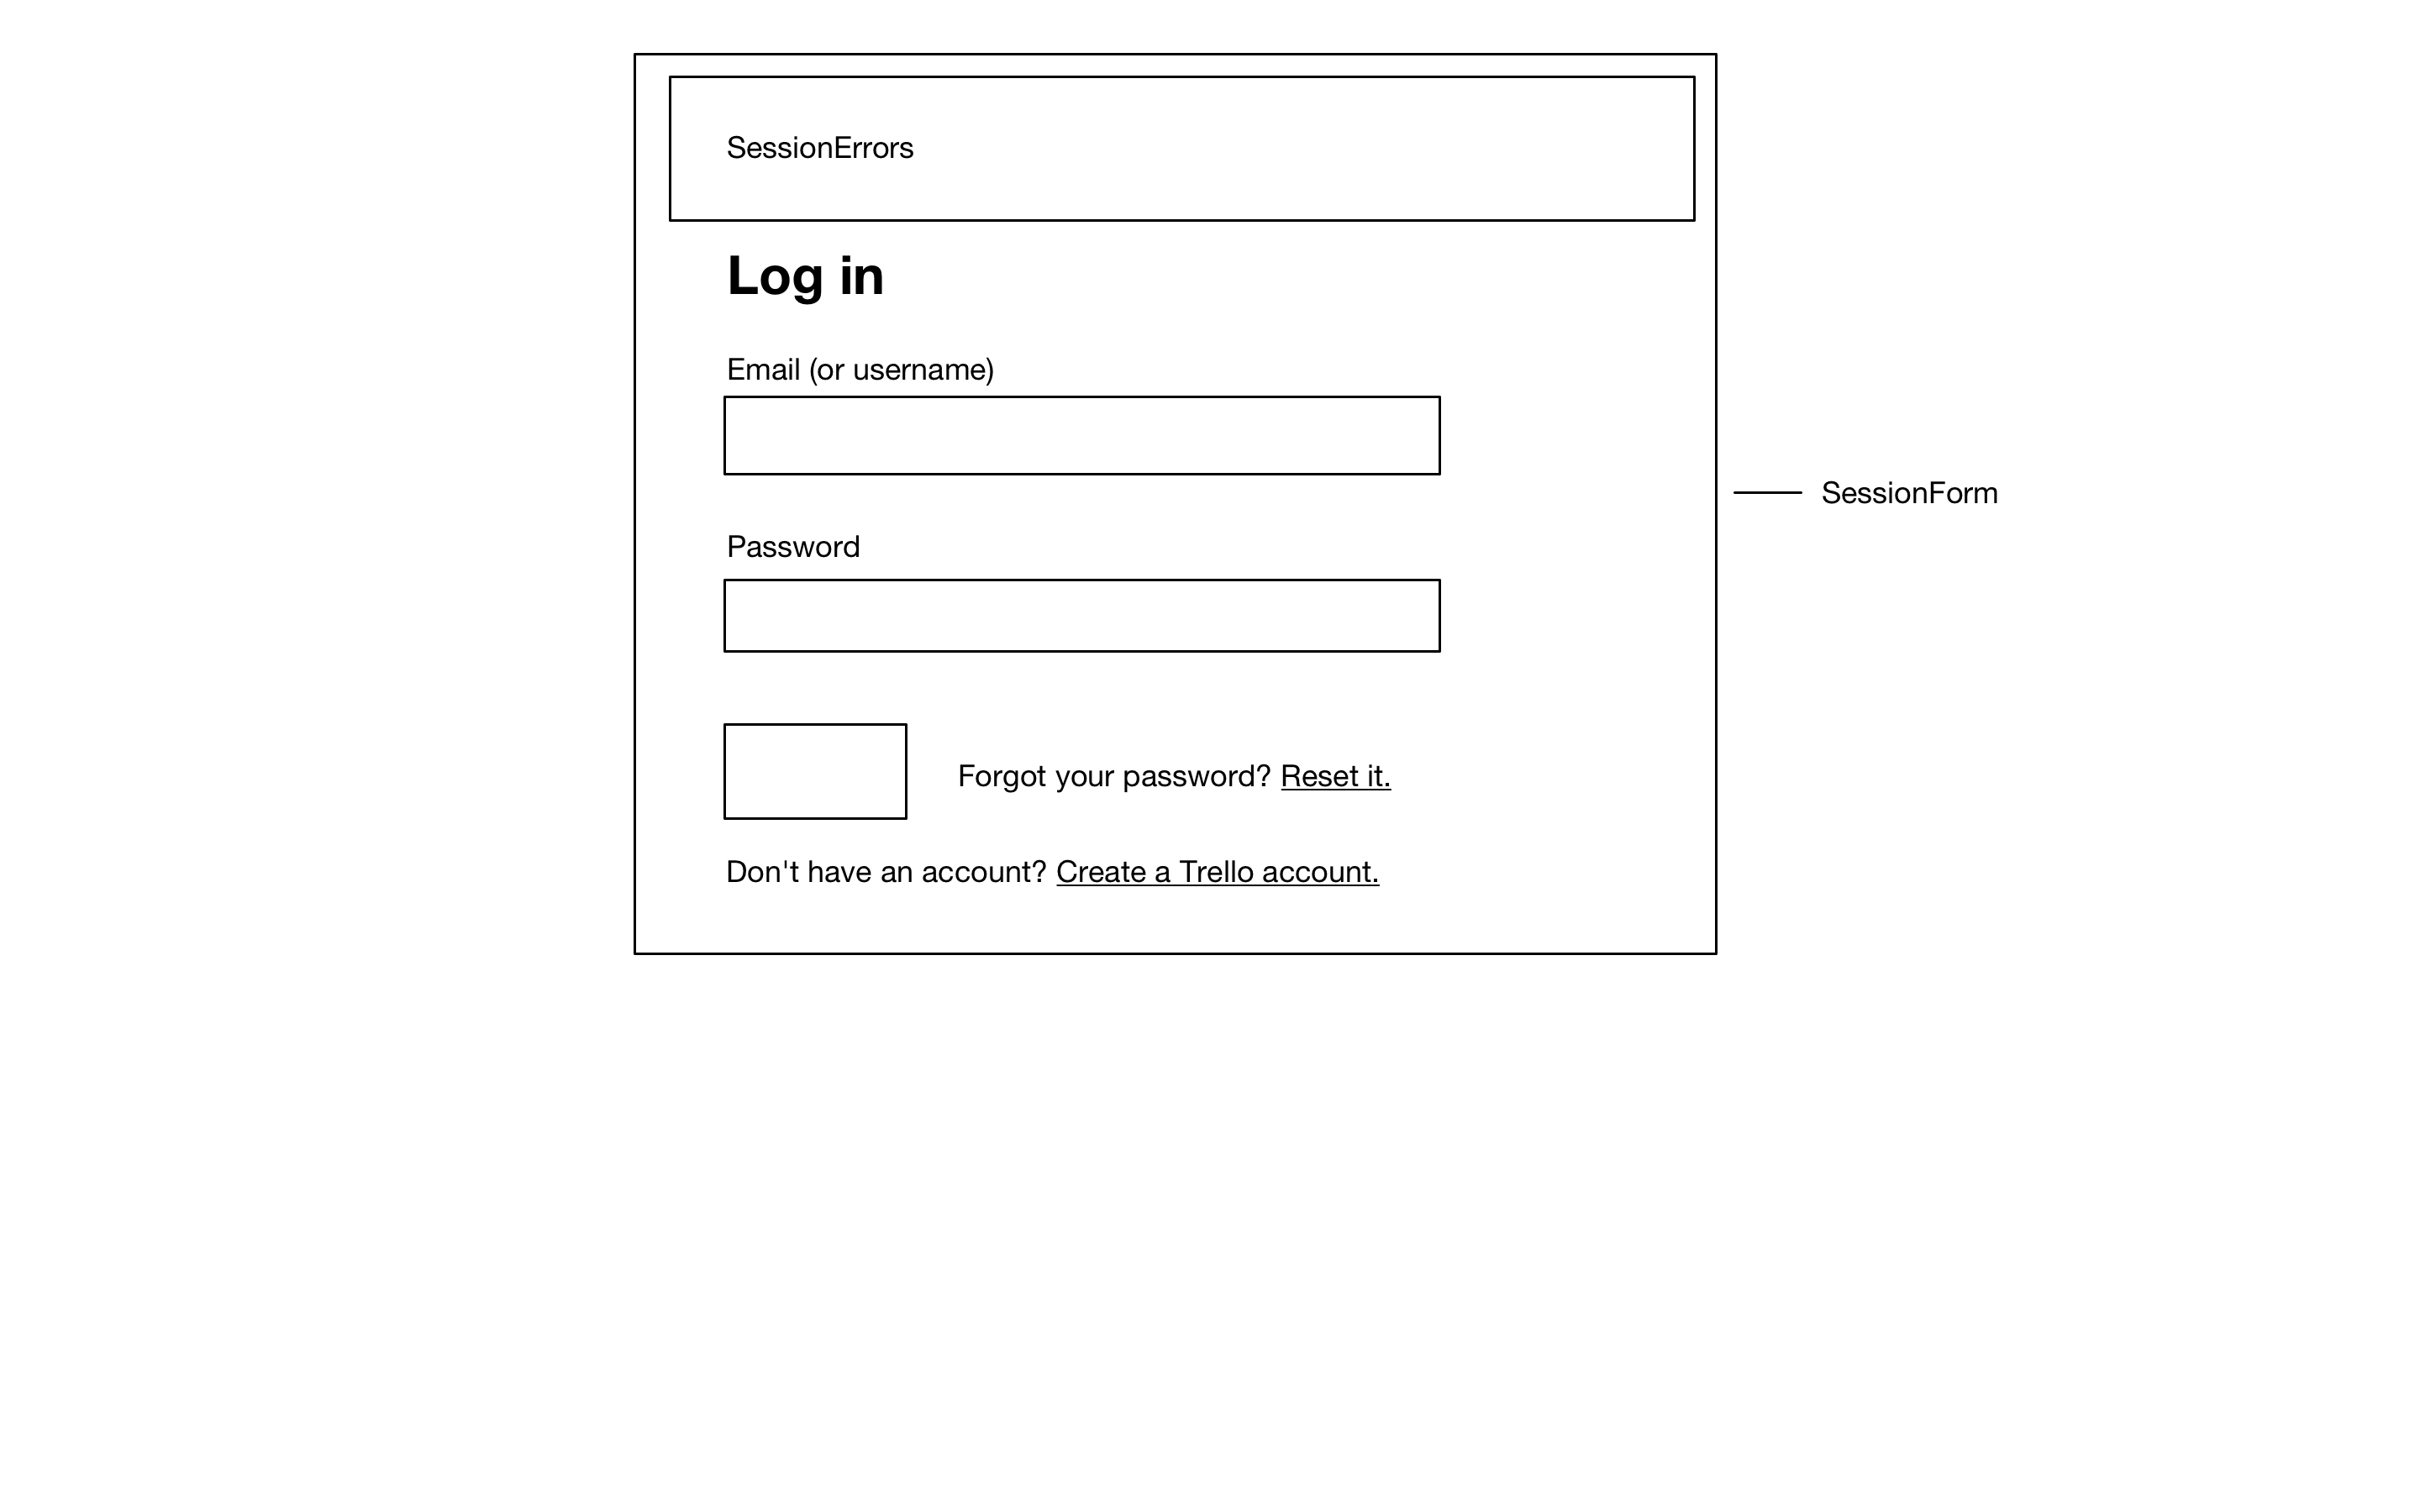 SessionErrors
Log in
Email (or username)
SessionForm
Password
Forgot your password? Reset it.
Don't have an account? Create a Trello account.